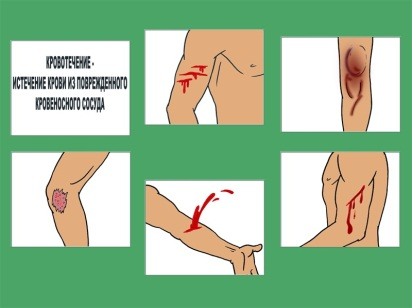 КРОВОТЕЧЕНИЕ -
ИСТЕЧЕНИЕ КРОВИ ИЗ ПОВРЕЖДЕННОГО
КРОВЕНОСНОГО СОСУДА